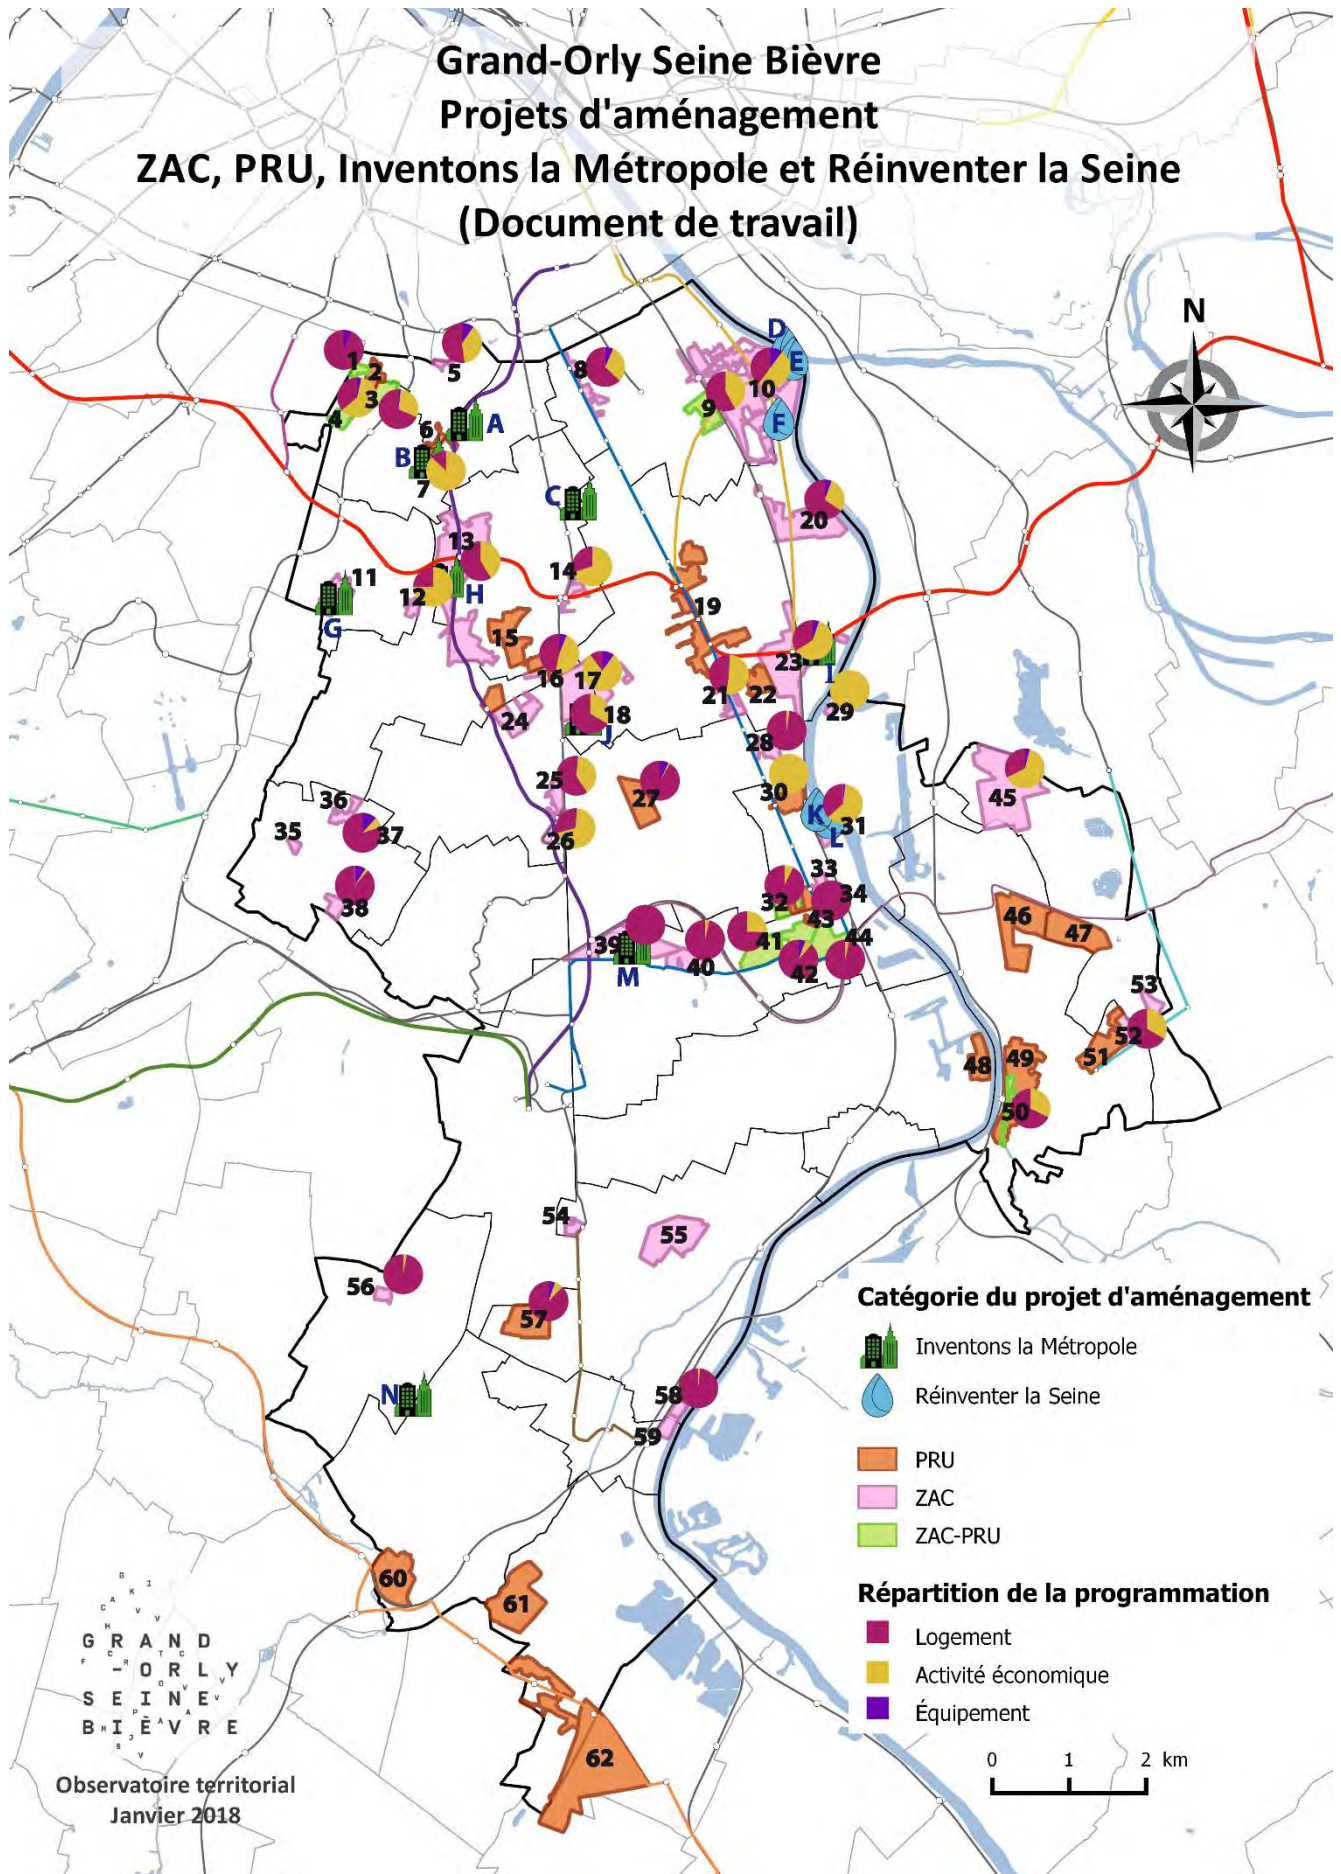 Grand-Orly Seine Bièvre
Projets d'aménagement
ZAC, PRU, Inventons la Métropole et Réinventer la Seine
(Document de travail)
N
D
1
5
8
E
10
2
3
9
4
A
F
6
B
7
C
20
13
14
11
12
H
G
19
15
16
17
23
I
21
22
18
24
29
J
28
25
27
30
45
36
K
31
35
37
26
L
33
34
38
32
43
46
41
44
47
39
40
42
M
53
52
48
49
51
50
54
55
56
57
Catégorie du projet d'aménagement
Inventons la Métropole
N
58
Réinventer la Seine
59
PRU
ZAC
ZAC-PRU
60
61
Répartition de la programmation
Logement
Activité économique
Équipement
62
GRAND
-ORLY
SEINE
BIÈVRE
0 1 2 km
Observatoire territorial
Janvier 2018